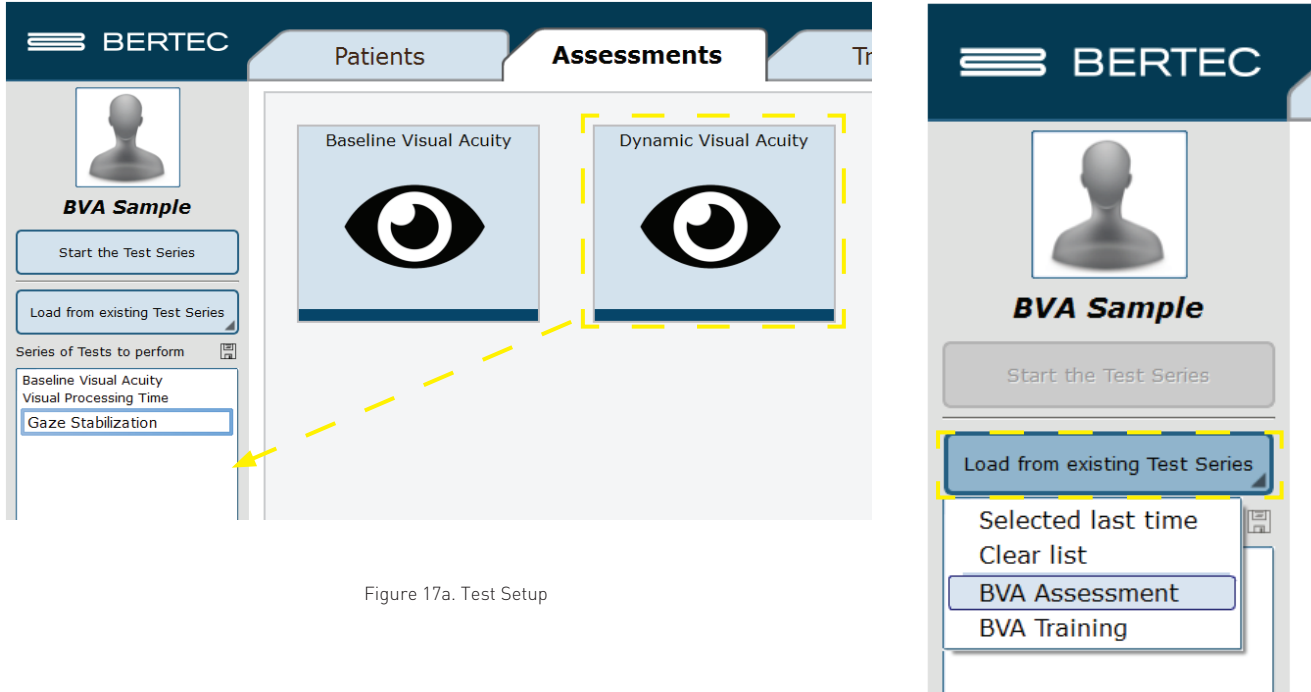 BERTEC
Patients
Assessments
Tr
BVA Sample
Start the Test Series
Load from existing Test Series
Series of Tests to perform
Baseline Visual Acuity
Visual Processing Time
Gaze Stabilization
Baseline Visual Acuity
Dynamic Visual Acuity
Figure 17a. Test Setup
BERTEC
BVA Sample
Start the Test Series
Load from existing Test Series
Selected last time
Clear list
BVA Assessment
BVA Training